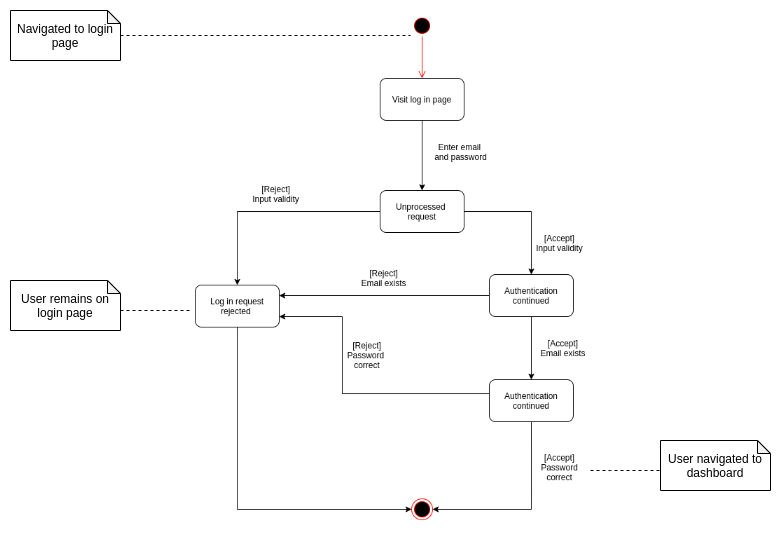 Navigated to login
page
Visit log in page
Enter email
and password
[Reject]
Input validity
Unprocessed
request
[Accept]
Input validity
[Reject]
Email exists
Authentication
continued
User remains on
login page
Log in request
rejected
[Reject]
Password
correct
[Accept]
Email exists
Authentication
continued
[Accept]
Password
correct
User navigated to
dashboard